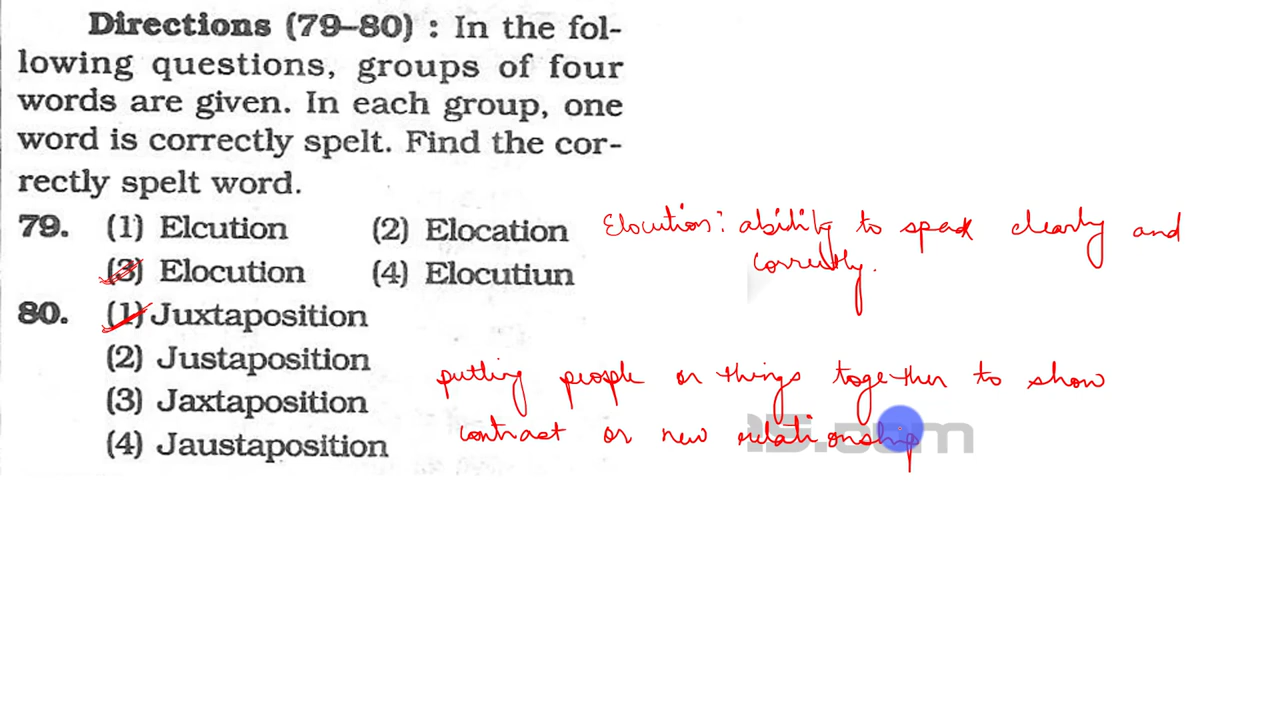 Directions (79–80) : In the fol-
lowing questions, groups of four
words are given. In each group, one
word is correctly spelt. Find the cor-
rectly spelt word.
79. (1) Elcution (2) Elocation
(3) Elocution (4) Elocutiun
Elocution: ability to speak clearly and
correctly.
80. (1) Juxtaposition
(2) Justaposition
(3) Jaxtaposition
(4) Jaustaposition
putting people or things together to show
contract or new relationship
15.com